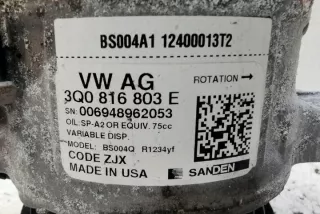 BS004A1 12400013T2
VW AG
ROTATION →
3Q0 816 803 E
SN: 006948962053
OIL: SP-A2 OR EQUIV. 75cc
VARIABLE DISP.
MODEL: BS004Q R1234yf
CODE ZJX
MADE IN USA
SANDEN